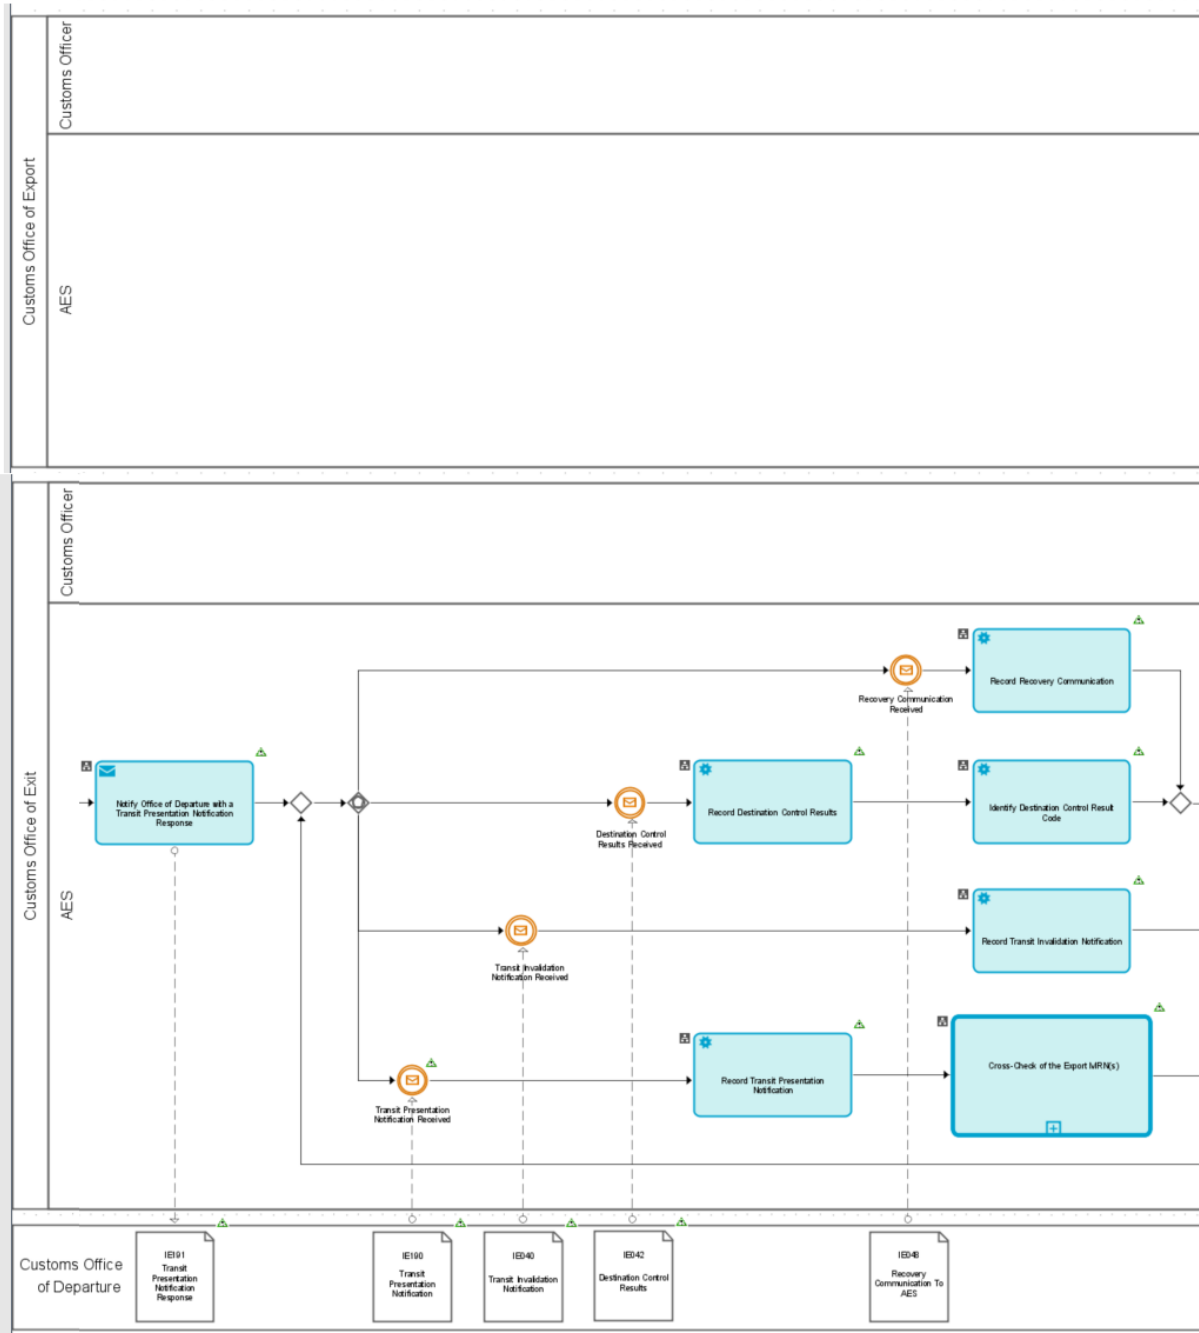 Customs Office of Export
Customs Officer
AES
Customs Office of Exit
Customs Officer
AES
Recovery Communication
Received
Record Recovery Communication
Notify Office of Departure with a
Transit Presentation Notification
Response
Destination Control
Results Received
Record Destination Control Results
Identify Destination Control Result
Code
Transit Invalidation
Notification Received
Record Transit Invalidation Notification
Transit Presentation
Notification Received
Record Transit Presentation
Notification
Cross-Check of the Export MRN(s)
Customs Office
of Departure
IE191
Transit
Presentation
Notification
Response
IE190
Transit
Presentation
Notification
IE040
Transit Invalidation
Notification
IE042
Destination Control
Results
IE048
Recovery
Communication To
AES